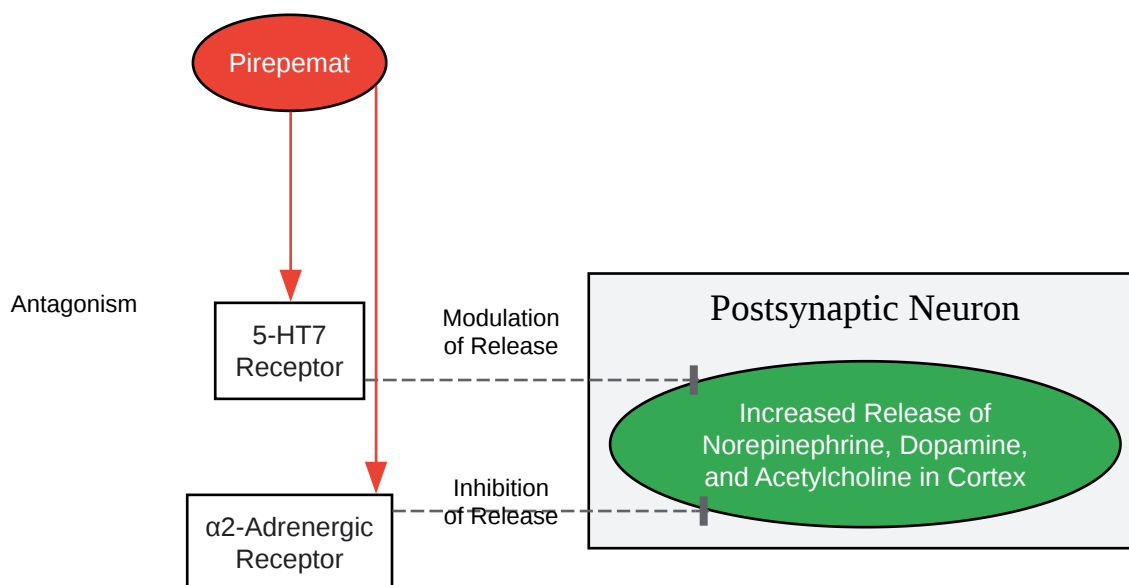 Pirepemat
Antagonism
5-HT7
Receptor
Modulation
of Release
Postsynaptic Neuron
Increased Release of
Norepinephrine, Dopamine,
and Acetylcholine in Cortex
Inhibition
of Release
α2-Adrenergic
Receptor